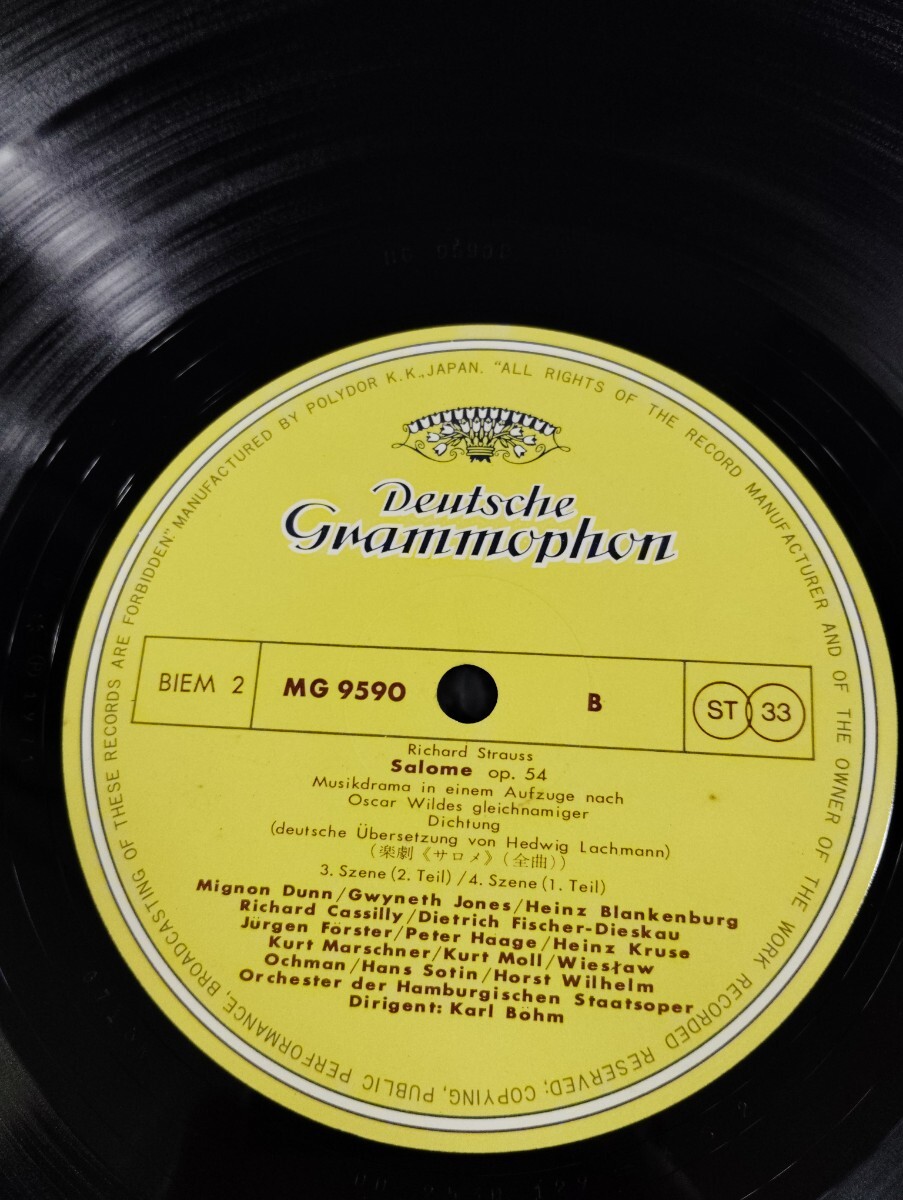 MANUFACTURED BY POLYDOR K.K., JAPAN. "ALL RIGHTS OF THE RECORD MANUFACTURER AND OF THE OWNER OF THE WORK RECORDED RESERVED; COPYING, PUBLIC PERFORMANCE, BROADCASTING OF THESE RECORDS ARE FORBIDDEN."
Deutsche
Grammophon
BIEM 2 MG 9590 B ST 33
Richard Strauss
Salome op. 54
Musikdrama in einem Aufzuge nach
Oscar Wildes gleichnamiger
Dichtung
(deutsche Übersetzung von Hedwig Lachmann)
(楽劇《サロメ》(全曲))
3. Szene (2. Teil) / 4. Szene (1. Teil)
Mignon Dunn/Gwyneth Jones/Heinz Blankenburg
Richard Cassilly/Dietrich Fischer-Dieskau
Jürgen Förster/Peter Haage/Heinz Kruse
Kurt Marschner/Kurt Moll/Wiesław
Ochman/Hans Sotin/Horst Wilhelm
Orchester der Hamburgischen Staatsoper
Dirigent: Karl Böhm